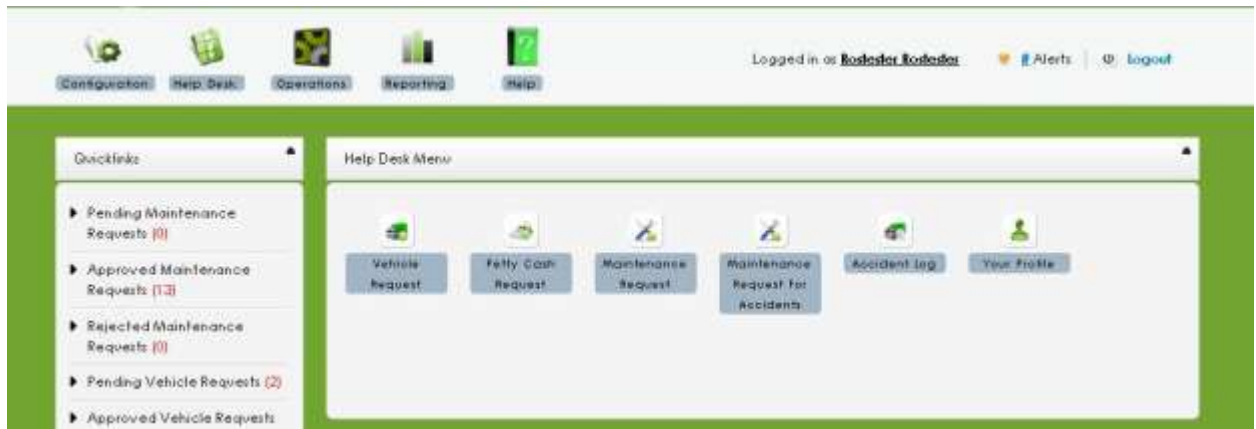 Configuration
Help Desk
Operations
Reporting
Help
Logged in as Rostester Rostester
Alerts
Logout
Quicklinks
Pending Maintenance
Requests (0)
Approved Maintenance
Requests (13)
Rejected Maintenance
Requests (0)
Pending Vehicle Requests (2)
Approved Vehicle Requests
Help Desk Menu
Vehicle
Request
Petty Cash
Request
Maintenance
Request
Maintenance
Request For
Accidents
Accident Log
Your Profile